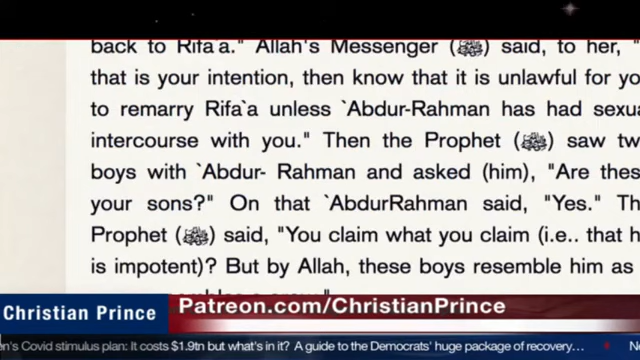 back to Rifa`a." Allah's Messenger (ﷺ) said, to her, "
that is your intention, then know that it is unlawful for yo
to remarry Rifa`a unless `Abdur-Rahman has had sexua
intercourse with you." Then the Prophet (ﷺ) saw tw
boys with `Abdur- Rahman and asked (him), "Are thes
your sons?" On that `AbdurRahman said, "Yes." Th
Prophet (ﷺ) said, "You claim what you claim (i.e.. that h
is impotent)? But by Allah, these boys resemble him as
Christian Prince
Patreon.com/ChristianPrince
en's Covid stimulus plan: It costs $1.9tn but what's in it? A guide to the Democrats' huge package of recovery…